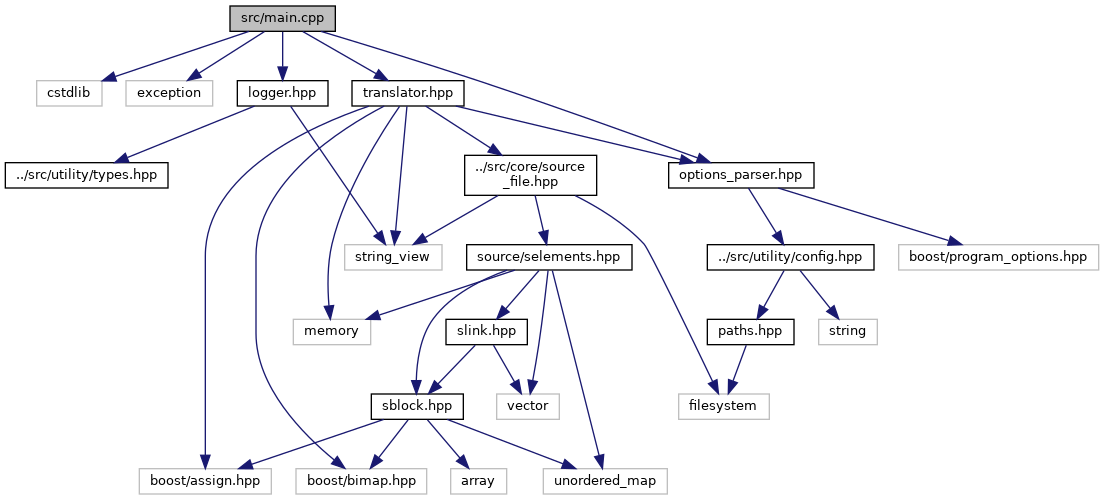 src/main.cpp
cstdlib
exception
logger.hpp
translator.hpp
../src/utility/types.hpp
../src/core/source
_file.hpp
options_parser.hpp
string_view
source/selements.hpp
../src/utility/config.hpp
boost/program_options.hpp
memory
slink.hpp
paths.hpp
string
sblock.hpp
vector
filesystem
boost/assign.hpp
boost/bimap.hpp
array
unordered_map